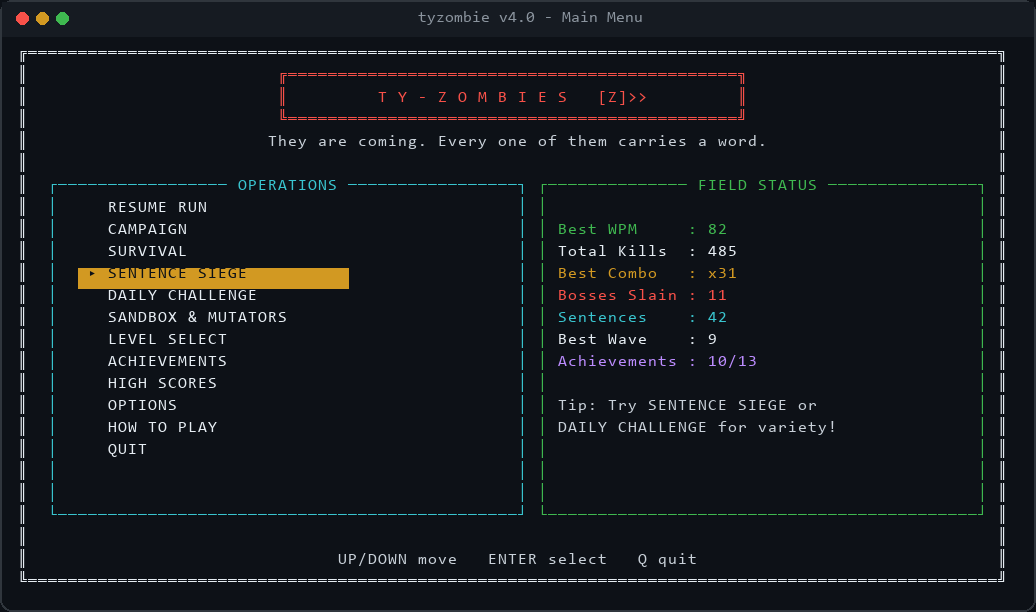 tyzombie v4.0 - Main Menu
T Y - Z O M B I E S [Z]>>
They are coming. Every one of them carries a word.
OPERATIONS
RESUME RUN
CAMPAIGN
SURVIVAL
▸ SENTENCE SIEGE
DAILY CHALLENGE
SANDBOX & MUTATORS
LEVEL SELECT
ACHIEVEMENTS
HIGH SCORES
OPTIONS
HOW TO PLAY
QUIT
FIELD STATUS
Best WPM : 82
Total Kills : 485
Best Combo : x31
Bosses Slain : 11
Sentences : 42
Best Wave : 9
Achievements : 10/13
Tip: Try SENTENCE SIEGE or
DAILY CHALLENGE for variety!
UP/DOWN move ENTER select Q quit